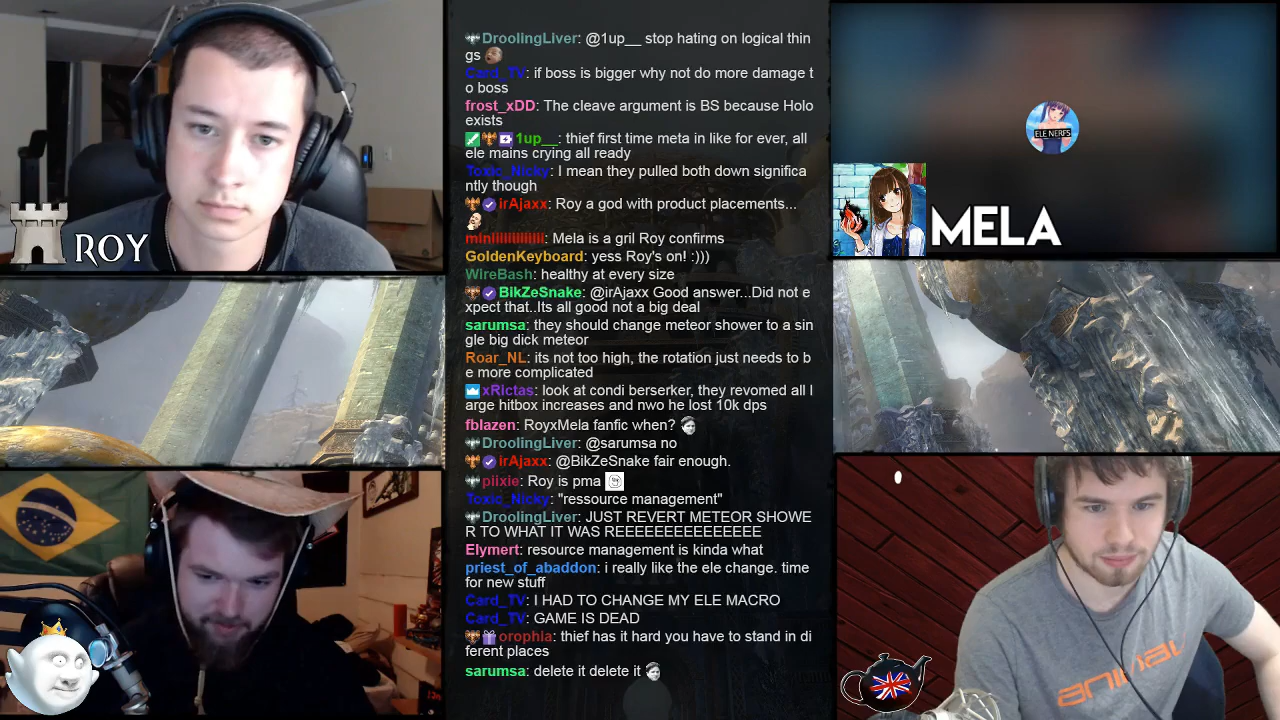 DroolingLiver: @1up__ stop hating on logical thin
gs
Card_TV: if boss is bigger why not do more damage t
o boss
frost_xDD: The cleave argument is BS because Holo
exists
1up__: thief first time meta in like for ever, all
ele mains crying all ready
Toxic_Nicky: I mean they pulled both down significa
ntly though
irAjaxx: Roy a god with product placements...
miniiiiiiiiiiiii: Mela is a gril Roy confirms
GoldenKeyboard: yess Roy's on! :)))
WireBash: healthy at every size
BikZeSnake: @irAjaxx Good answer...Did not e
xpect that..Its all good not a big deal
sarumsa: they should change meteor shower to a sin
gle big dick meteor
Roar_NL: its not too high, the rotation just needs to b
e more complicated
xRictas: look at condi berserker, they revomed all l
arge hitbox increases and nwo he lost 10k dps
fblazen: RoyxMela fanfic when?
DroolingLiver: @sarumsa no
irAjaxx: @BikZeSnake fair enough.
piixie: Roy is pma
Toxic_Nicky: "ressource management"
DroolingLiver: JUST REVERT METEOR SHOWE
R TO WHAT IT WAS REEEEEEEEEEEEEEE
Elymert: resource management is kinda what
priest_of_abaddon: i really like the ele change. time
for new stuff
Card_TV: I HAD TO CHANGE MY ELE MACRO
Card_TV: GAME IS DEAD
orophia: thief has it hard you have to stand in di
ferent places
sarumsa: delete it delete it
ROY
ELE NERFS
MELA
ANIMAL